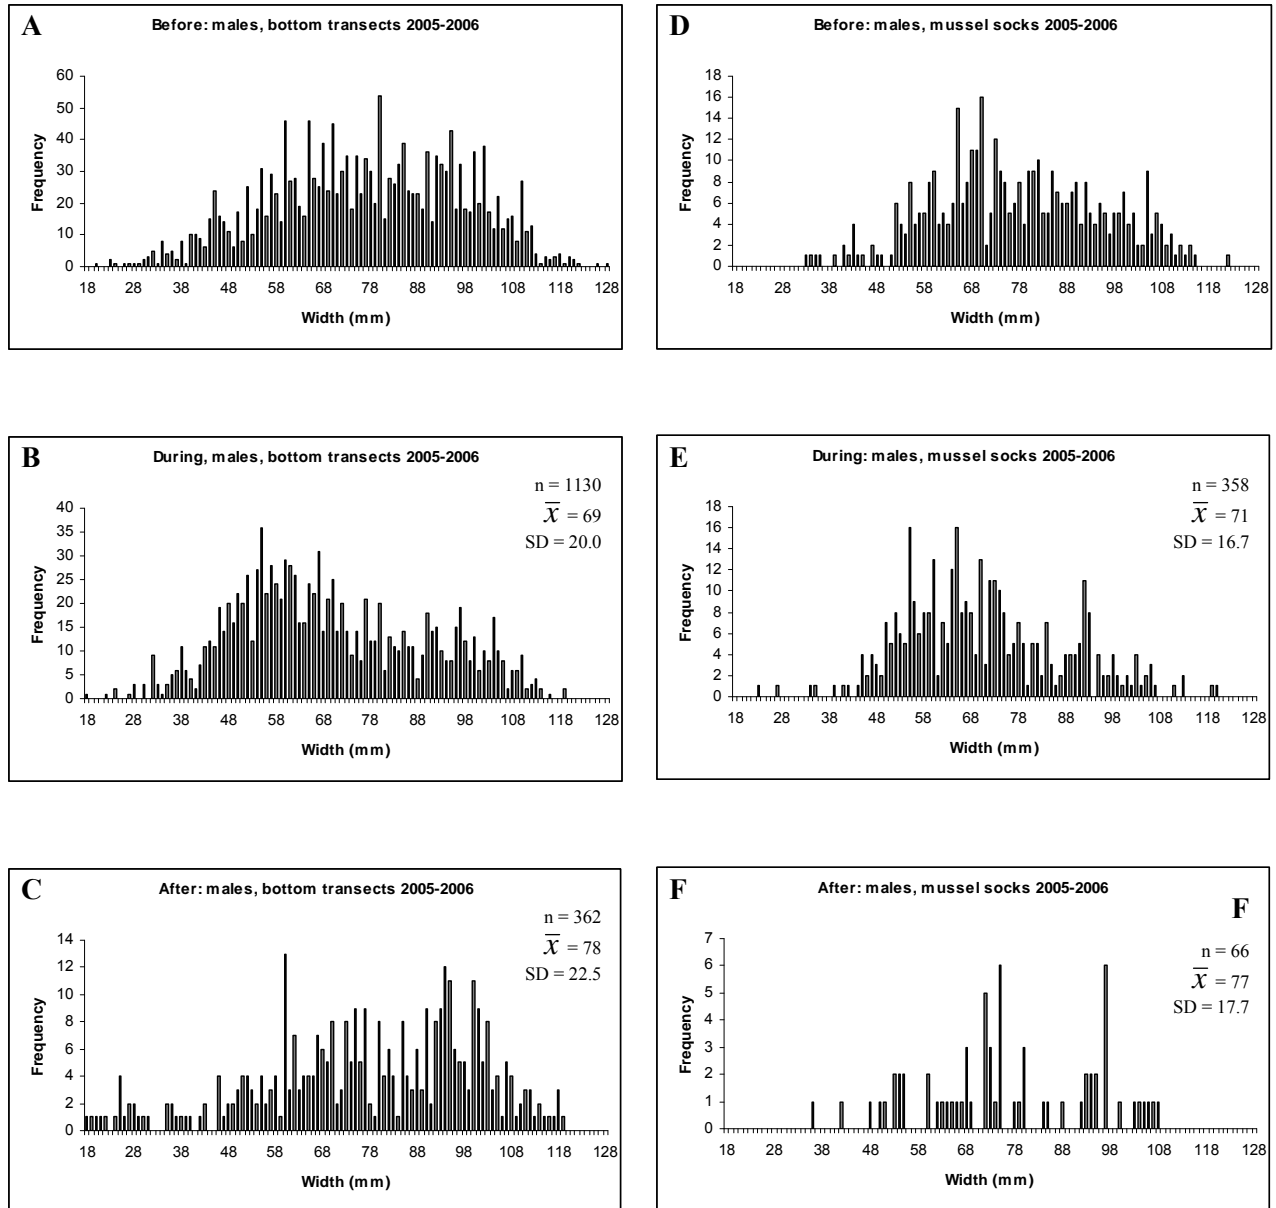 A
Before: males, bottom transects 2005-2006
60
50
40
30
20
10
0
Frequency
18 28 38 48 58 68 78 88 98 108 118 128
Width (mm)
D
Before: males, mussel socks 2005-2006
18
16
14
12
10
8
6
4
2
0
Frequency
18 28 38 48 58 68 78 88 98 108 118 128
Width (mm)
B
During, males, bottom transects 2005-2006
n = 1130
x̄ = 69
SD = 20.0
40
35
30
25
20
15
10
5
0
Frequency
18 28 38 48 58 68 78 88 98 108 118 128
Width (mm)
E
During: males, mussel socks 2005-2006
n = 358
x̄ = 71
SD = 16.7
18
16
14
12
10
8
6
4
2
0
Frequency
18 28 38 48 58 68 78 88 98 108 118 128
Width (mm)
C
After: males, bottom transects 2005-2006
n = 362
x̄ = 78
SD = 22.5
14
12
10
8
6
4
2
0
Frequency
18 28 38 48 58 68 78 88 98 108 118 128
Width (mm)
F
After: males, mussel socks 2005-2006
F
n = 66
x̄ = 77
SD = 17.7
7
6
5
4
3
2
1
0
Frequency
18 28 38 48 58 68 78 88 98 108 118 128
Width (mm)